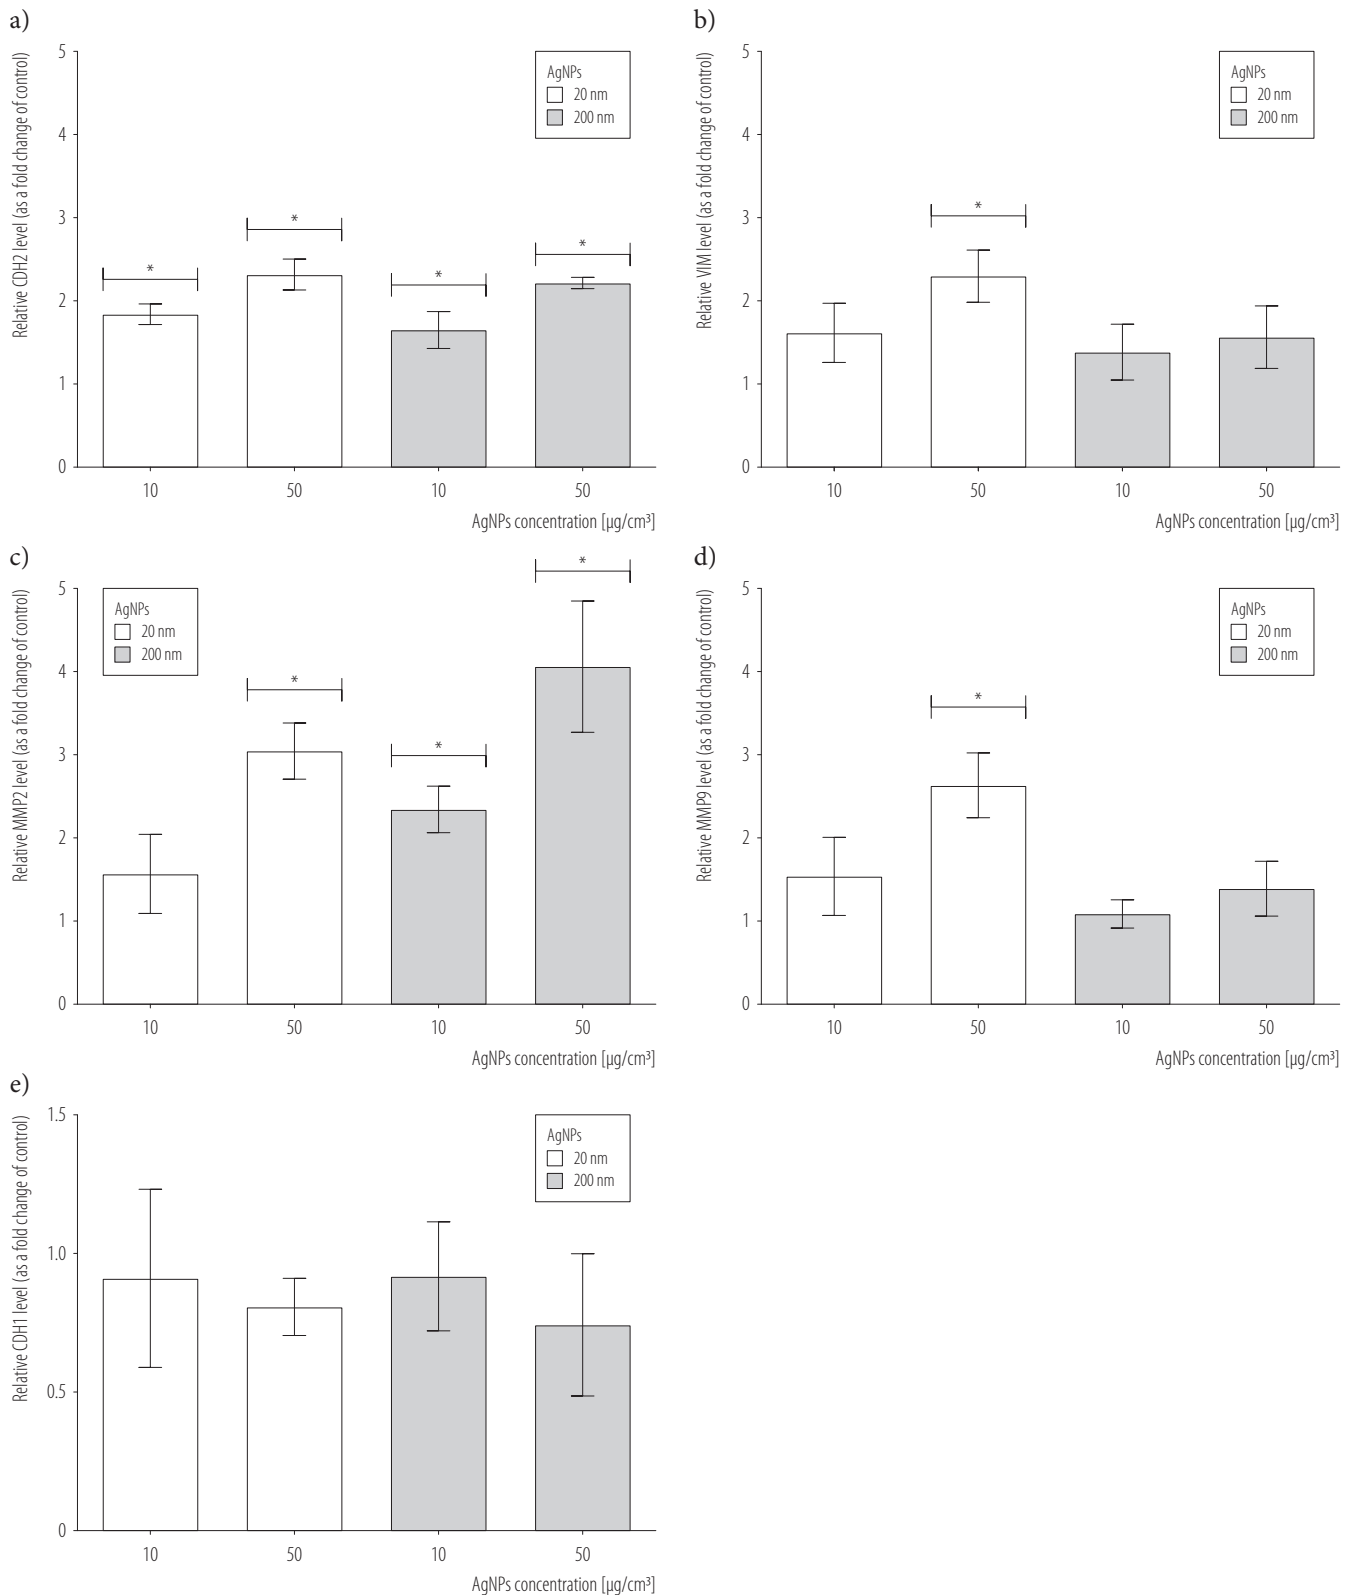 a)
Relative CDH2 level (as a fold change of control)
5
4
3
2
1
0
AgNPs
20 nm
200 nm
*
*
*
*
10 50 10 50
AgNPs concentration [µg/cm³]
b)
Relative VIM level (as a fold change of control)
5
4
3
2
1
0
AgNPs
20 nm
200 nm
*
10 50 10 50
AgNPs concentration [µg/cm³]
c)
Relative MMP2 level (as a fold change of control)
5
4
3
2
1
0
AgNPs
20 nm
200 nm
*
*
*
10 50 10 50
AgNPs concentration [µg/cm³]
d)
Relative MMP9 level (as a fold change of control)
5
4
3
2
1
0
AgNPs
20 nm
200 nm
*
10 50 10 50
AgNPs concentration [µg/cm³]
e)
Relative CDH1 level (as a fold change of control)
1.5
1.0
0.5
0
AgNPs
20 nm
200 nm
10 50 10 50
AgNPs concentration [µg/cm³]